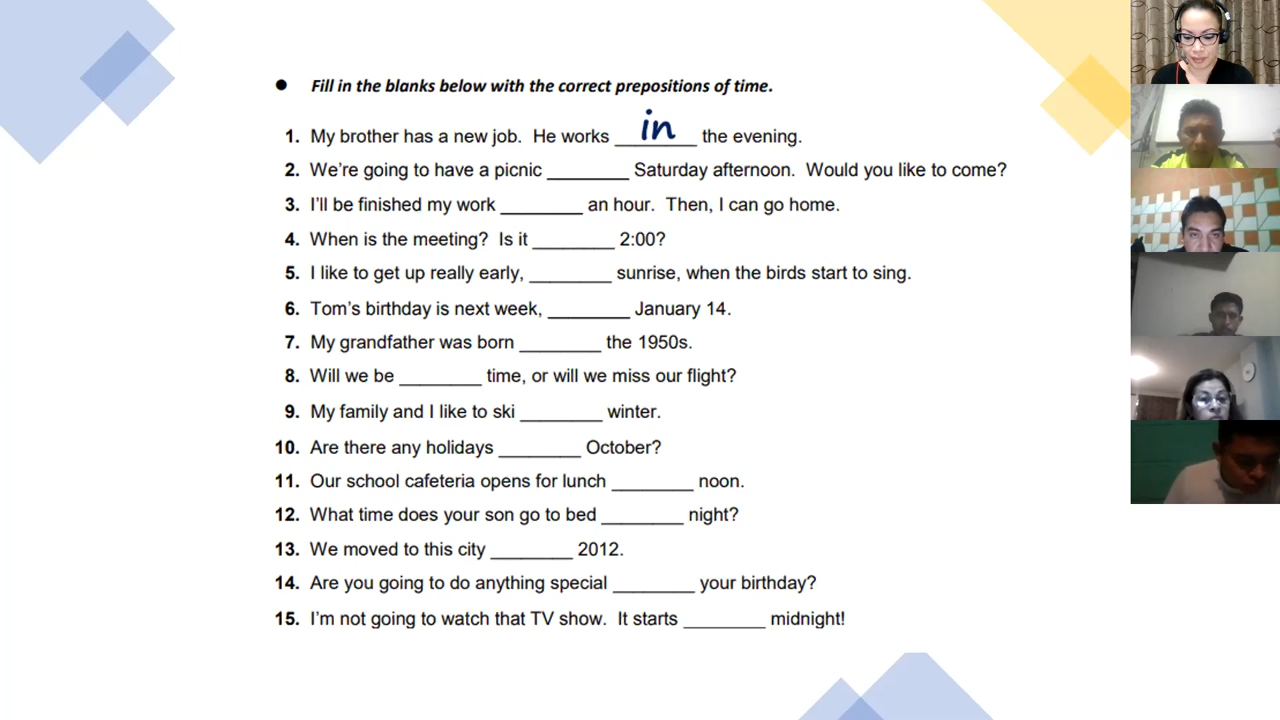 ● Fill in the blanks below with the correct prepositions of time.
1. My brother has a new job. He works in the evening.
2. We're going to have a picnic ________ Saturday afternoon. Would you like to come?
3. I'll be finished my work ________ an hour. Then, I can go home.
4. When is the meeting? Is it ________ 2:00?
5. I like to get up really early, ________ sunrise, when the birds start to sing.
6. Tom's birthday is next week, ________ January 14.
7. My grandfather was born ________ the 1950s.
8. Will we be ________ time, or will we miss our flight?
9. My family and I like to ski ________ winter.
10. Are there any holidays ________ October?
11. Our school cafeteria opens for lunch ________ noon.
12. What time does your son go to bed ________ night?
13. We moved to this city ________ 2012.
14. Are you going to do anything special ________ your birthday?
15. I'm not going to watch that TV show. It starts ________ midnight!